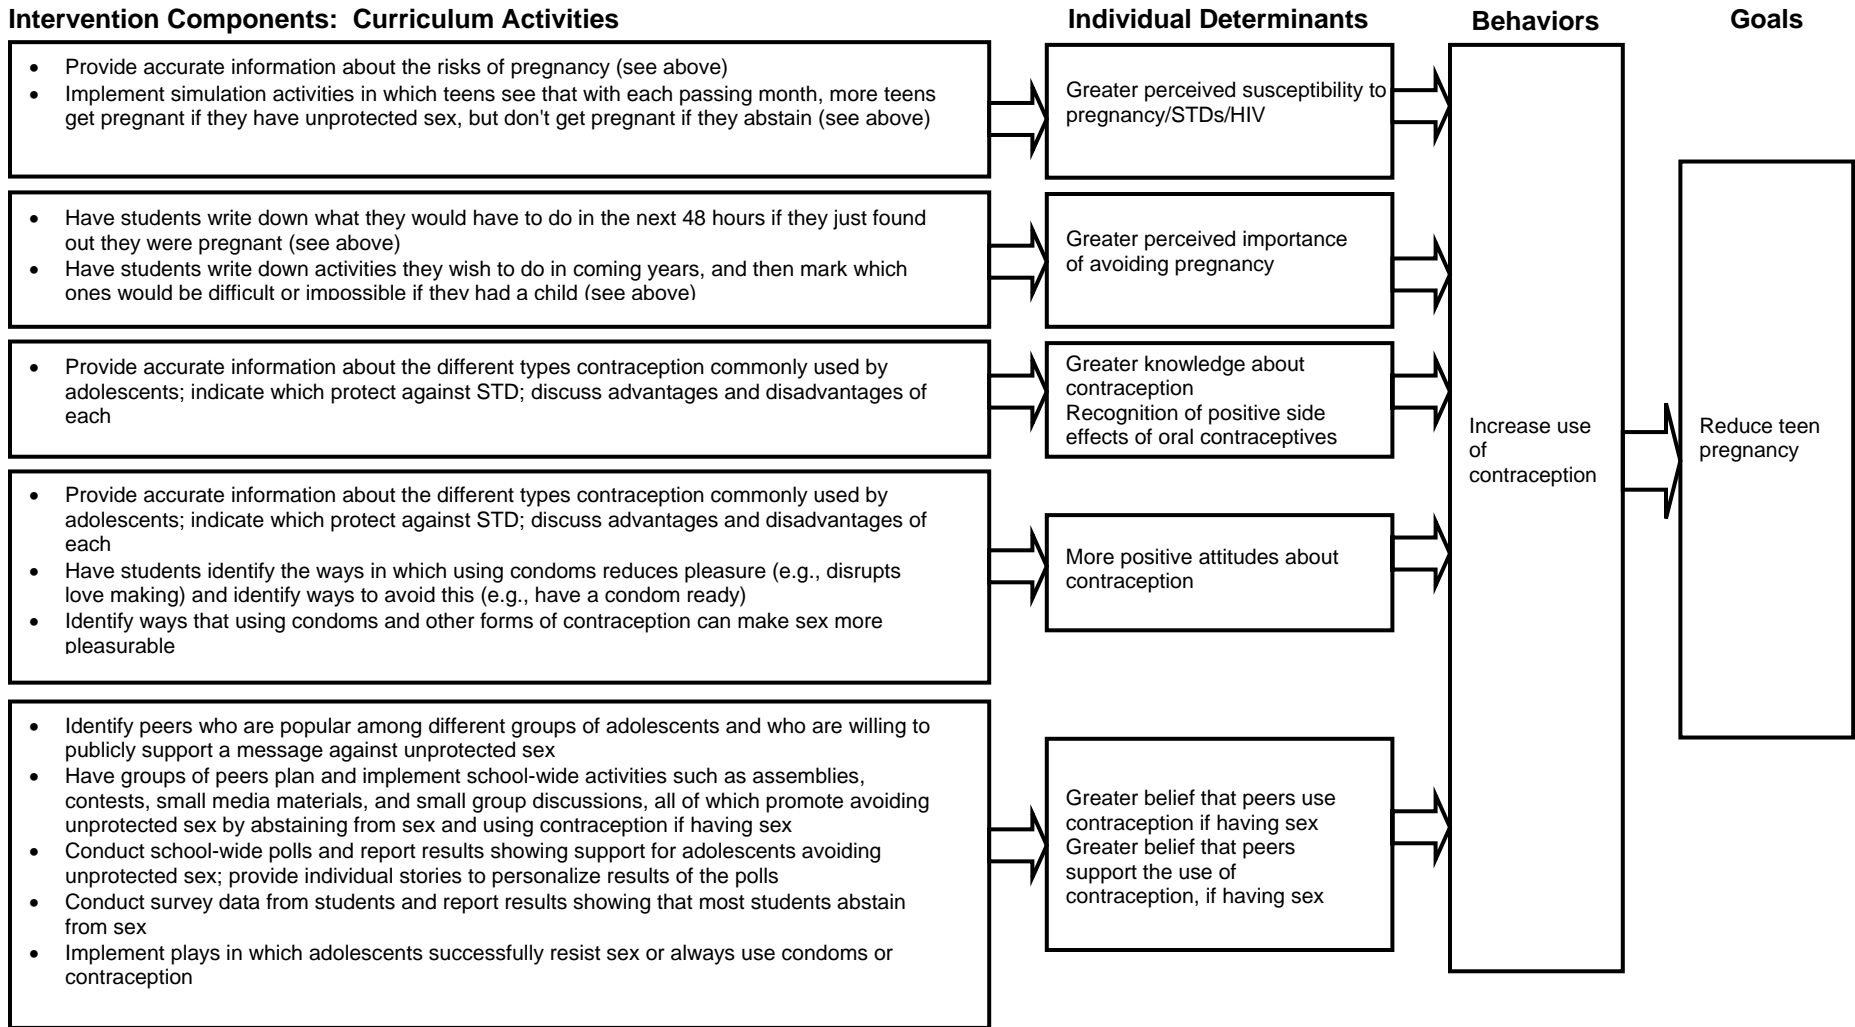 Intervention Components: Curriculum Activities
Individual Determinants
Behaviors
Goals
• Provide accurate information about the risks of pregnancy (see above)
• Implement simulation activities in which teens see that with each passing month, more teens
get pregnant if they have unprotected sex, but don't get pregnant if they abstain (see above)
Greater perceived susceptibility to
pregnancy/STDs/HIV
• Have students write down what they would have to do in the next 48 hours if they just found
out they were pregnant (see above)
• Have students write down activities they wish to do in coming years, and then mark which
ones would be difficult or impossible if they had a child (see above)
Greater perceived importance
of avoiding pregnancy
• Provide accurate information about the different types contraception commonly used by
adolescents; indicate which protect against STD; discuss advantages and disadvantages of
each
Greater knowledge about
contraception
Recognition of positive side
effects of oral contraceptives
• Provide accurate information about the different types contraception commonly used by
adolescents; indicate which protect against STD; discuss advantages and disadvantages of
each
• Have students identify the ways in which using condoms reduces pleasure (e.g., disrupts
love making) and identify ways to avoid this (e.g., have a condom ready)
• Identify ways that using condoms and other forms of contraception can make sex more
pleasurable
More positive attitudes about
contraception
• Identify peers who are popular among different groups of adolescents and who are willing to
publicly support a message against unprotected sex
• Have groups of peers plan and implement school-wide activities such as assemblies,
contests, small media materials, and small group discussions, all of which promote avoiding
unprotected sex by abstaining from sex and using contraception if having sex
• Conduct school-wide polls and report results showing support for adolescents avoiding
unprotected sex; provide individual stories to personalize results of the polls
• Conduct survey data from students and report results showing that most students abstain
from sex
• Implement plays in which adolescents successfully resist sex or always use condoms or
contraception
Greater belief that peers use
contraception if having sex
Greater belief that peers
support the use of
contraception, if having sex
Increase use
of
contraception
Reduce teen
pregnancy